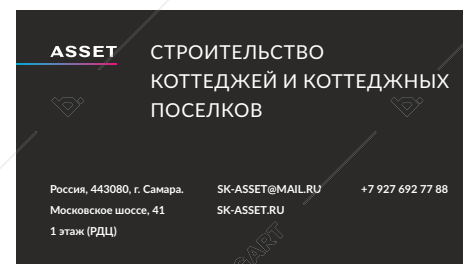 ASSET
СТРОИТЕЛЬСТВО
КОТТЕДЖЕЙ И КОТТЕДЖНЫХ
ПОСЕЛКОВ
Россия, 443080, г. Самара.
Московское шоссе, 41
1 этаж (РДЦ)
SK-ASSET@MAIL.RU
SK-ASSET.RU
+7 927 692 77 88